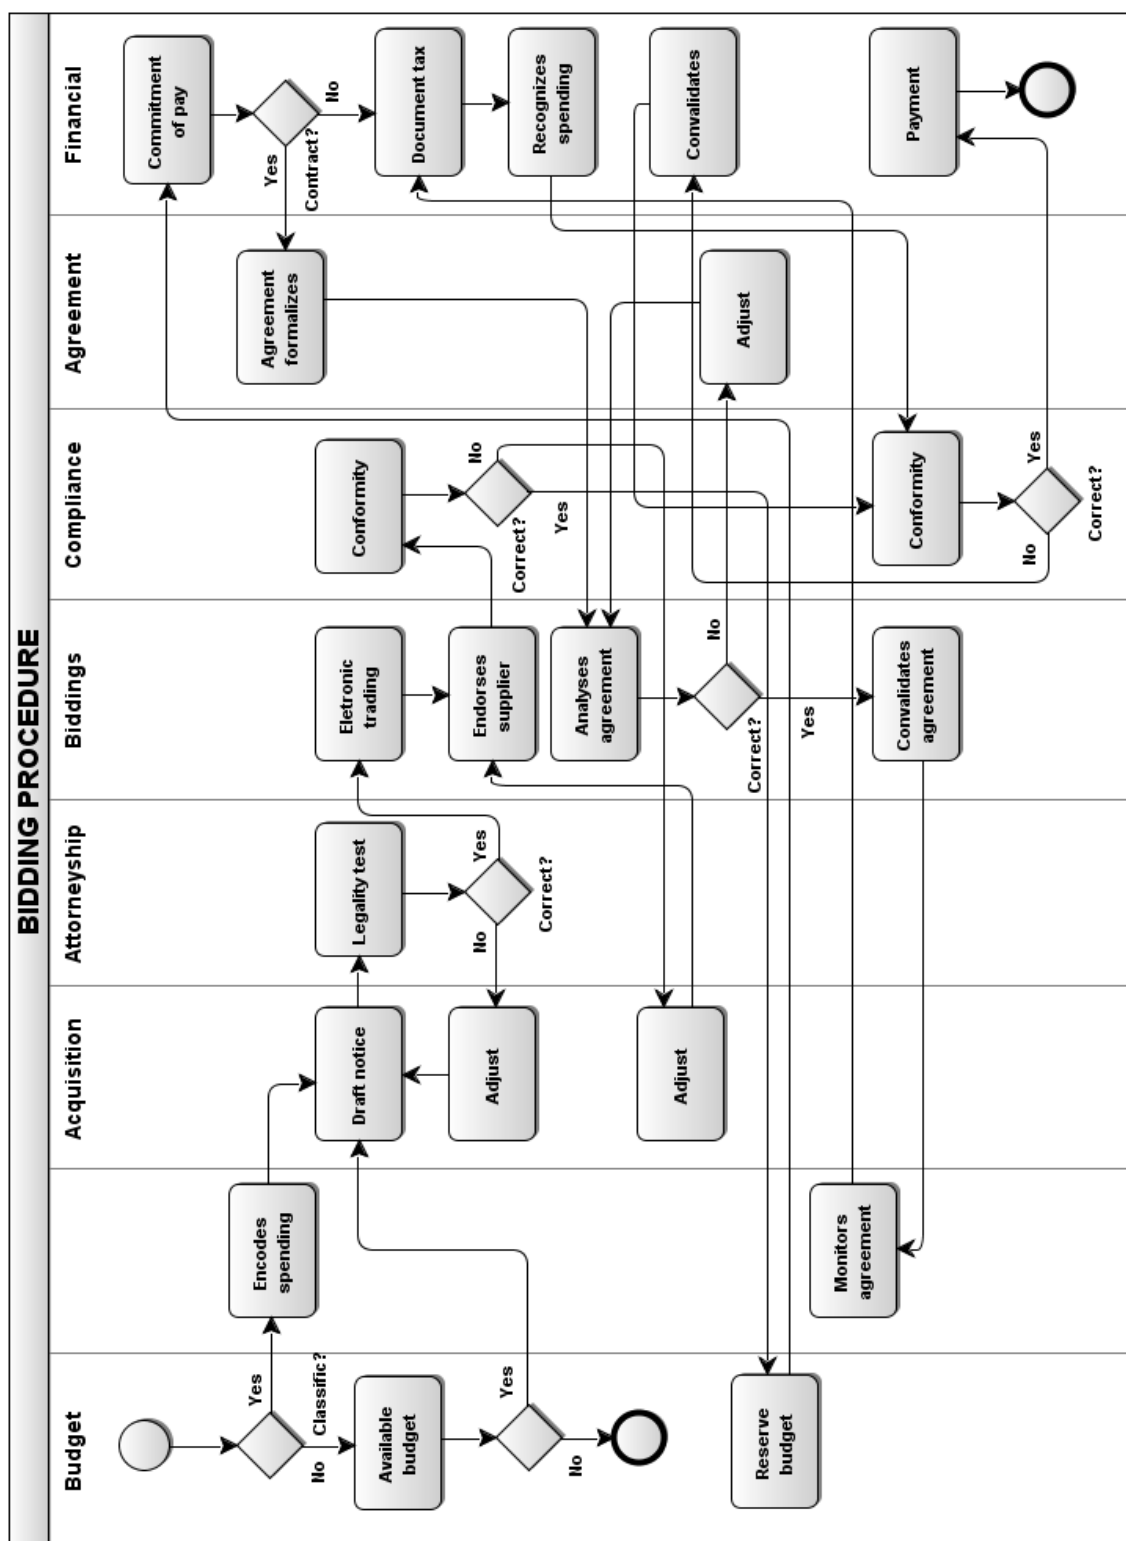 BIDDING PROCEDURE
Financial
Commitment
of pay
Yes
Contract?
No
Document tax
Recognizes
spending
Convalidates
Payment
Agreement
Agreement
formalizes
Adjust
Compliance
Conformity
No
Correct?
Yes
Conformity
Yes
No
Correct?
Biddings
Eletronic
trading
Endorses
supplier
Analyses
agreement
No
Correct?
Yes
Convalidates
agreement
Attorneyship
Legality test
Yes
No
Correct?
Acquisition
Draft notice
Adjust
Adjust
Encodes
spending
Monitors
agreement
Budget
Yes
Classific?
No
Available
budget
Yes
No
Reserve
budget